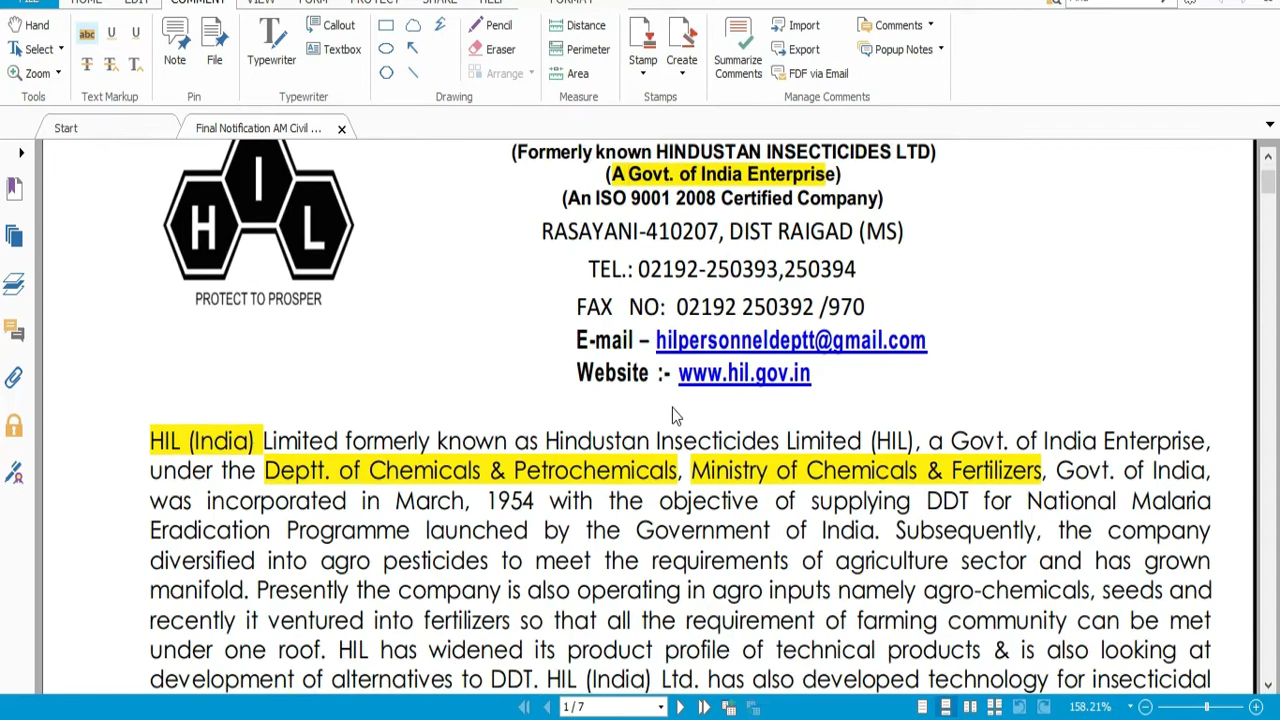 FILE HOME EDIT COMMENT VIEW FORM PROTECT SHARE HELP FORMAT
Hand
Select
Zoom
Tools
abc U U
T T T
Text Markup
Note
File
Pin
Typewriter
Callout
Textbox
Typewriter
Drawing
Pencil
Eraser
Arrange
Distance
Perimeter
Area
Measure
Stamp
Create
Stamps
Summarize
Comments
Import
Export
FDF via Email
Comments
Popup Notes
Manage Comments
Start
Final Notification AM Civil ...
H I L
PROTECT TO PROSPER
(Formerly known HINDUSTAN INSECTICIDES LTD)
(A Govt. of India Enterprise)
(An ISO 9001 2008 Certified Company)
RASAYANI-410207, DIST RAIGAD (MS)
TEL.: 02192-250393,250394
FAX NO: 02192 250392 /970
E-mail – hilpersonneldeptt@gmail.com
Website :- www.hil.gov.in
HIL (India) Limited formerly known as Hindustan Insecticides Limited (HIL), a Govt. of India Enterprise,
under the Deptt. of Chemicals & Petrochemicals, Ministry of Chemicals & Fertilizers, Govt. of India,
was incorporated in March, 1954 with the objective of supplying DDT for National Malaria
Eradication Programme launched by the Government of India. Subsequently, the company
diversified into agro pesticides to meet the requirements of agriculture sector and has grown
manifold. Presently the company is also operating in agro inputs namely agro-chemicals, seeds and
recently it ventured into fertilizers so that all the requirement of farming community can be met
under one roof. HIL has widened its product profile of technical products & is also looking at
development of alternatives to DDT. HIL (India) Ltd. has also developed technology for insecticidal
1 / 7
158.21%